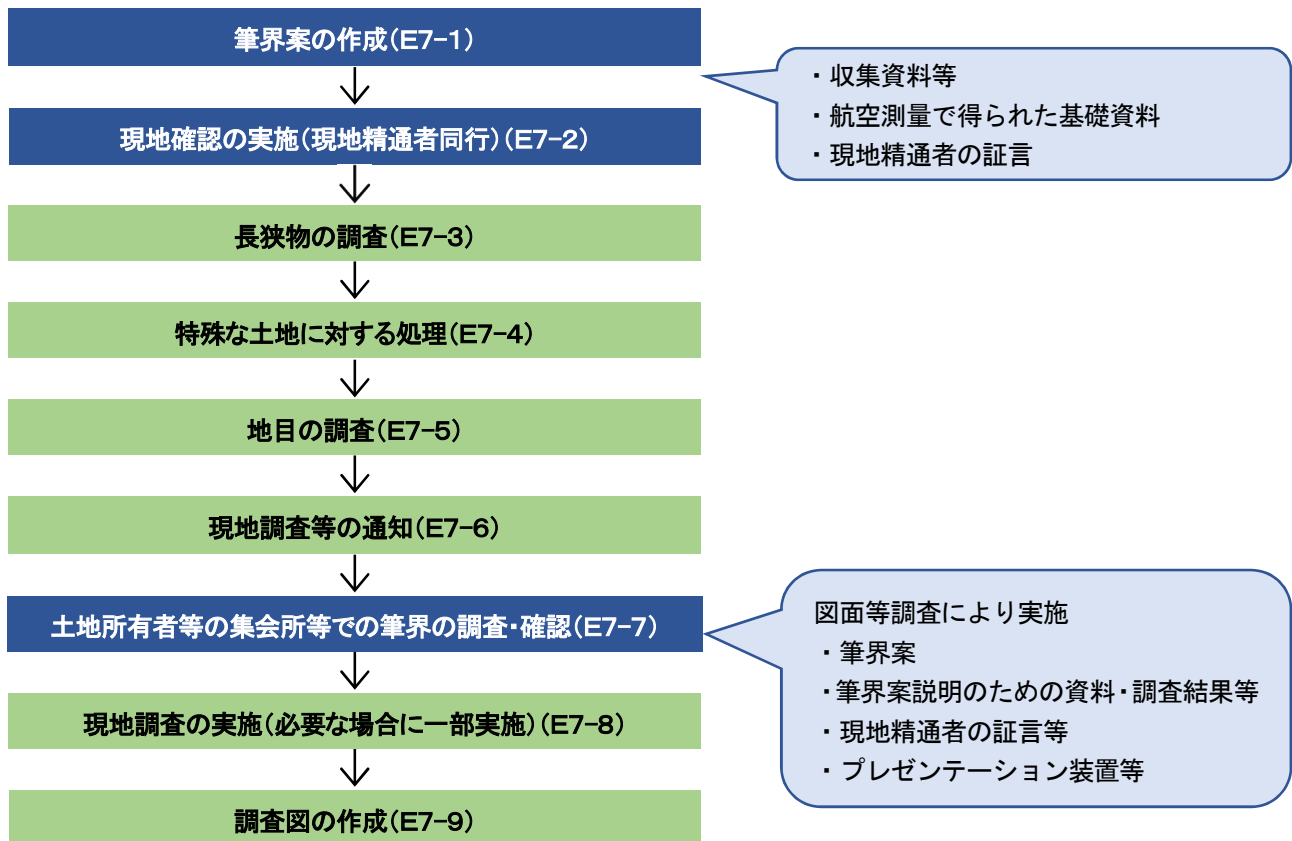 筆界案の作成（E7-1）
・収集資料等
・航空測量で得られた基礎資料
・現地精通者の証言
現地確認の実施（現地精通者同行）（E7-2）
長狭物の調査（E7-3）
特殊な土地に対する処理（E7-4）
地目の調査（E7-5）
現地調査等の通知（E7-6）
土地所有者等の集会所等での筆界の調査・確認（E7-7）
図面等調査により実施
・筆界案
・筆界案説明のための資料・調査結果等
・現地精通者の証言等
・プレゼンテーション装置等
現地調査の実施（必要な場合に一部実施）（E7-8）
調査図の作成（E7-9）